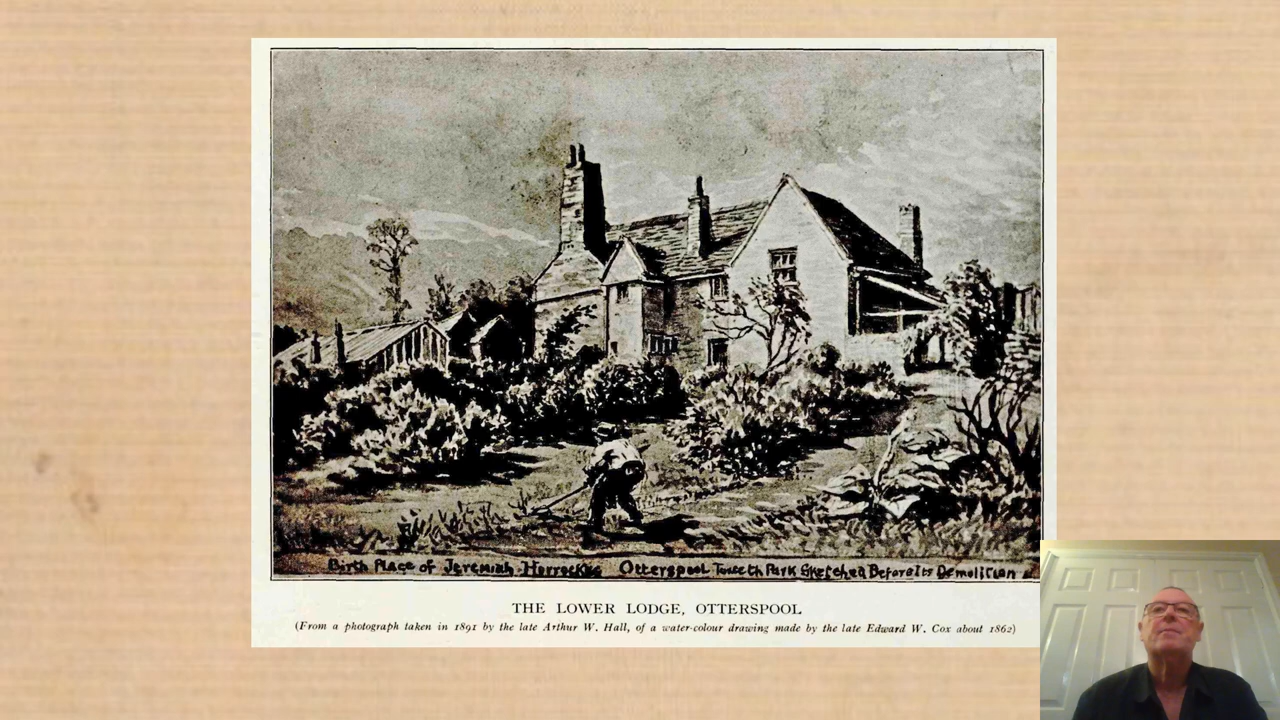 Birth Place of Jeremiah Horrockes Otterspool Toxteth Park Sketched Before its Demolition
THE LOWER LODGE, OTTERSPOOL
(From a photograph taken in 1891 by the late Arthur W. Hall, of a water-colour drawing made by the late Edward W. Cox about 1862)